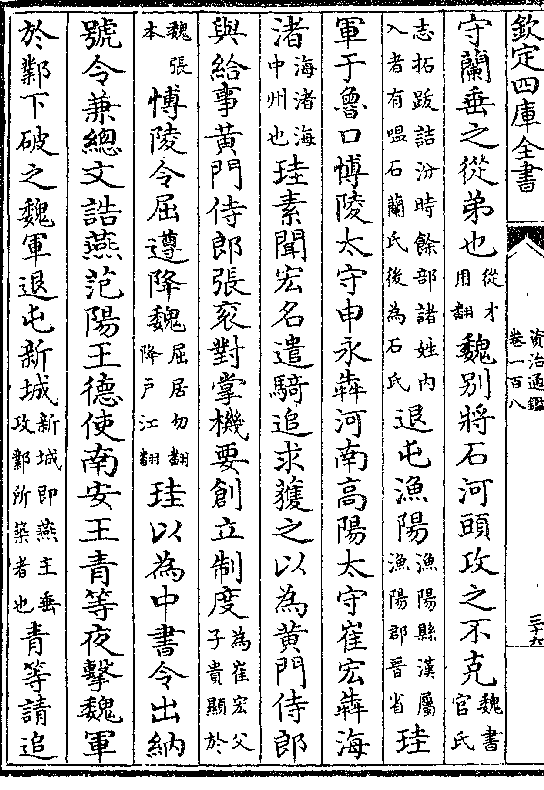 欽定四庫全書
資治通鑑
卷一百八
三十九
守蘭垂之從弟也從才用翻魏別將石河頭攻之不克魏書官氏
志拓跋詰汾時餘部諸姓内入者有嗢石蘭氏後為石氏退屯漁陽漁陽縣漢屬漁陽郡晉省珪
軍于魯口博陵太守申永犇河南高陽太守崔宏犇海
渚海渚海中州也珪素聞宏名遣騎追求獲之以為黄門侍郎
與給事黄門侍郎張衮對掌機要創立制度為崔宏父子貴顯於
魏張本博陵令屈遵降魏屈居勿翻降戸江翻珪以為中書令出納
號令兼總文誥燕范陽王德使南安王青等夜擊魏軍
於鄴下破之魏軍退屯新城新城即燕主垂攻鄴所築者也青等請追